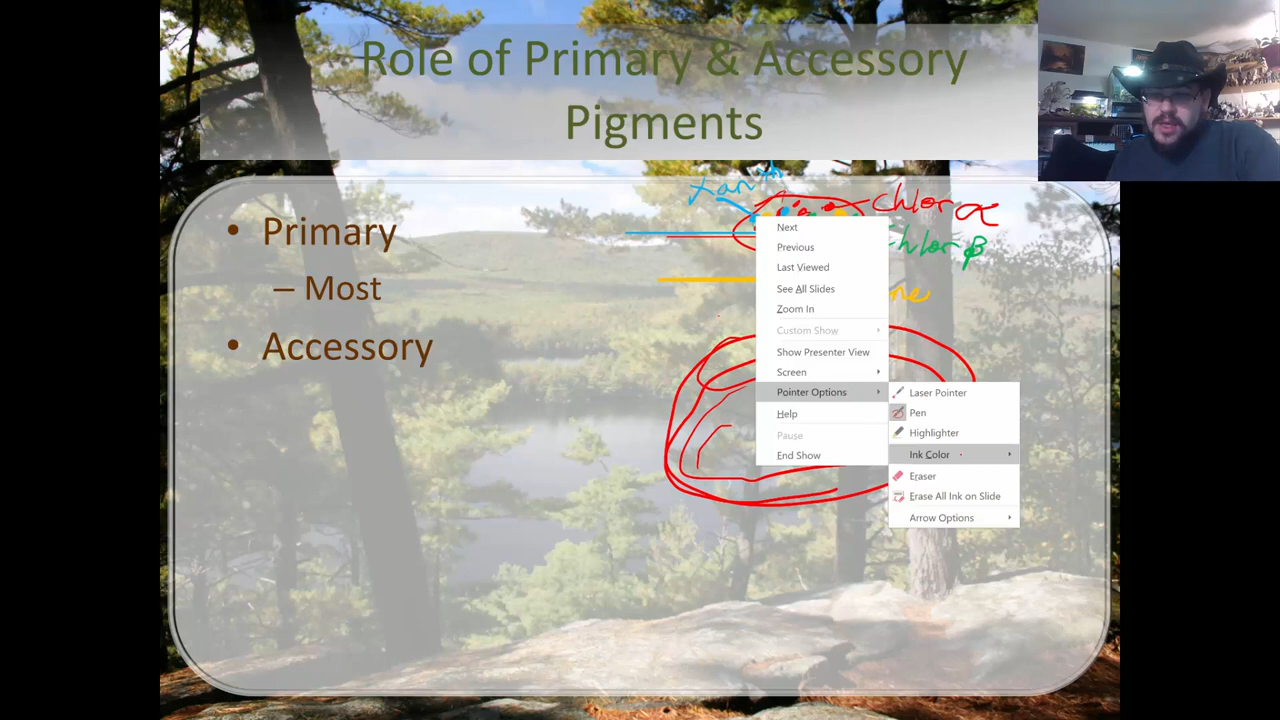 Role of Primary & Accessory
Pigments
• Primary
– Most
• Accessory
xanth
chlor α
chlor β
ne
Next
Previous
Last Viewed
See All Slides
Zoom In
Custom Show
Show Presenter View
Screen
Pointer Options
Help
Pause
End Show
Laser Pointer
Pen
Highlighter
Ink Color
Eraser
Erase All Ink on Slide
Arrow Options